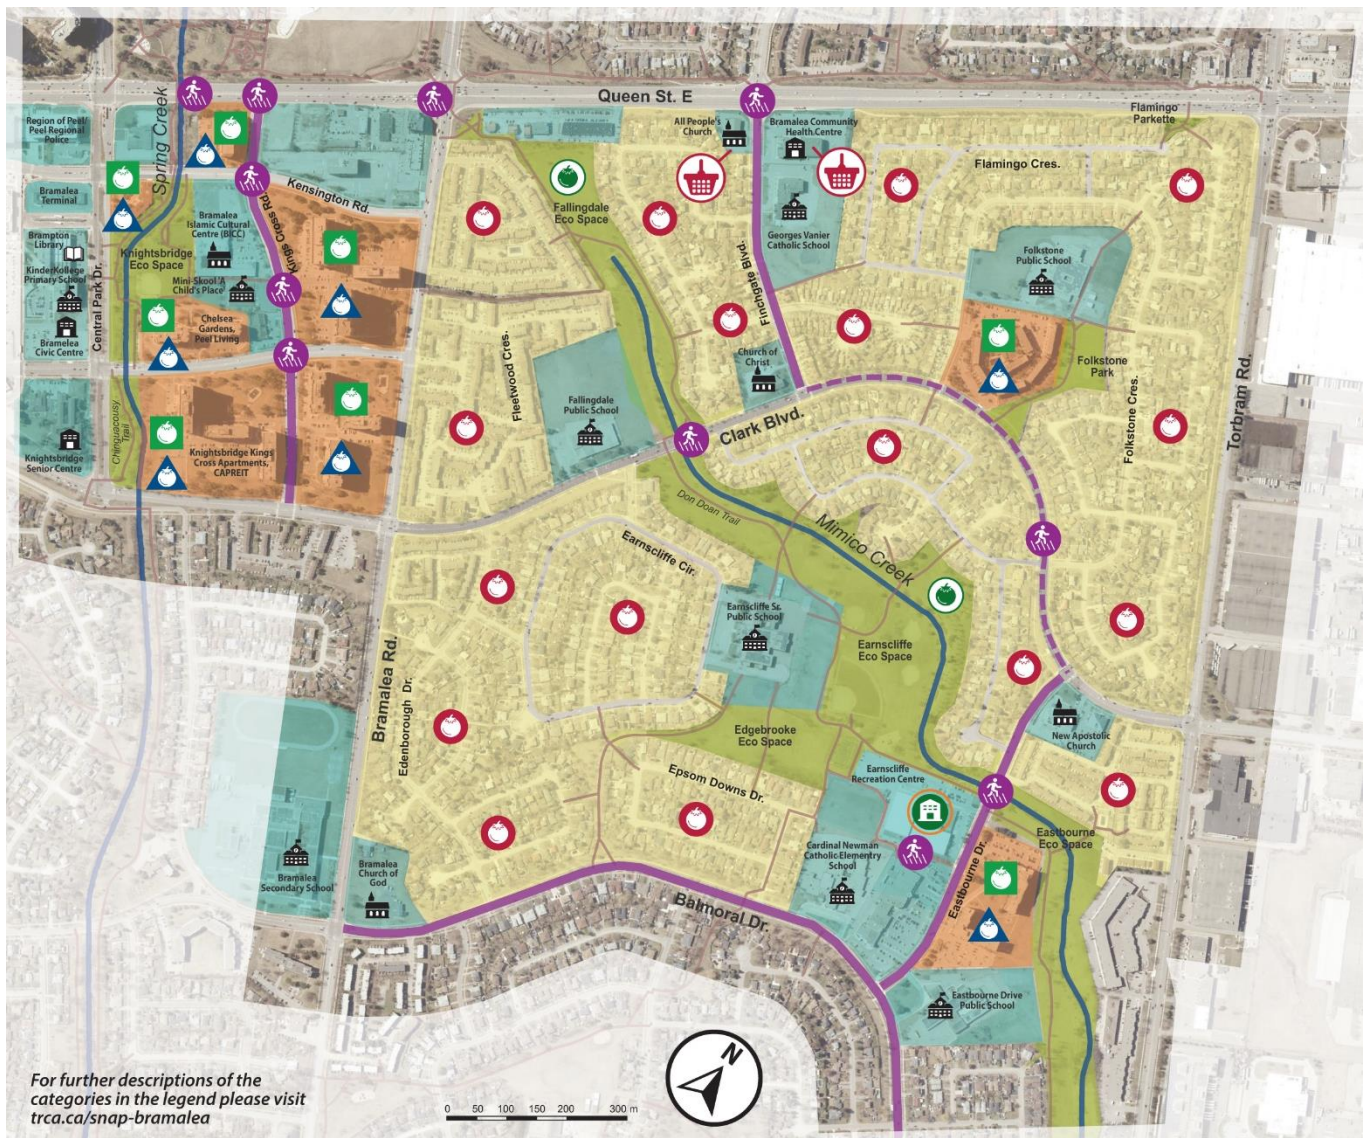 Queen St. E
Flamingo
Parkette
Region of Peel/
Peel Regional
Police
Spring Creek
All People's
Church
Bramalea Community
Health Centre
Flamingo Cres.
Kensington Rd.
Bramalea
Terminal
Fallingdale
Eco Space
Bramalea
Islamic Cultural
Centre (BICC)
Kings Cross Rd.
Georges Vanier
Catholic School
Brampton
Library
Knightsbridge
Eco Space
Folkstone
Public School
KinderKollege
Primary School
Central Park Dr.
Mini-Skool 'A
Child's Place'
Finchgate Blvd.
Bramelea
Civic Centre
Chelsea
Gardens,
Peel Living
Church of
Christ
Folkstone
Park
Fleetwood Cres.
Fallingdale
Public School
Clark Blvd.
Folkstone Cres.
Torbram Rd.
Chinguacousy
Trail
Knightsbridge
Senior Centre
Knightsbridge Kings
Cross Apartments,
CAPREIT
Don Doan Trail
Mimico Creek
Earnscliffe Cir.
Earnscliffe Sr.
Public School
Earnscliffe
Eco Space
Bramalea Rd.
Edenborough Dr.
Edgebrooke
Eco Space
New Apostolic
Church
Epsom Downs Dr.
Earnscliffe
Recreation Centre
Eastbourne
Eco Space
Cardinal Newman
Catholic Elementry
School
Eastbourne Dr.
Bramalea
Secondary School
Bramalea
Church of
God
Balmoral Dr.
Eastbourne Drive
Public School
N
For further descriptions of the
categories in the legend please visit
trca.ca/snap-bramalea
0 50 100 150 200 300 m